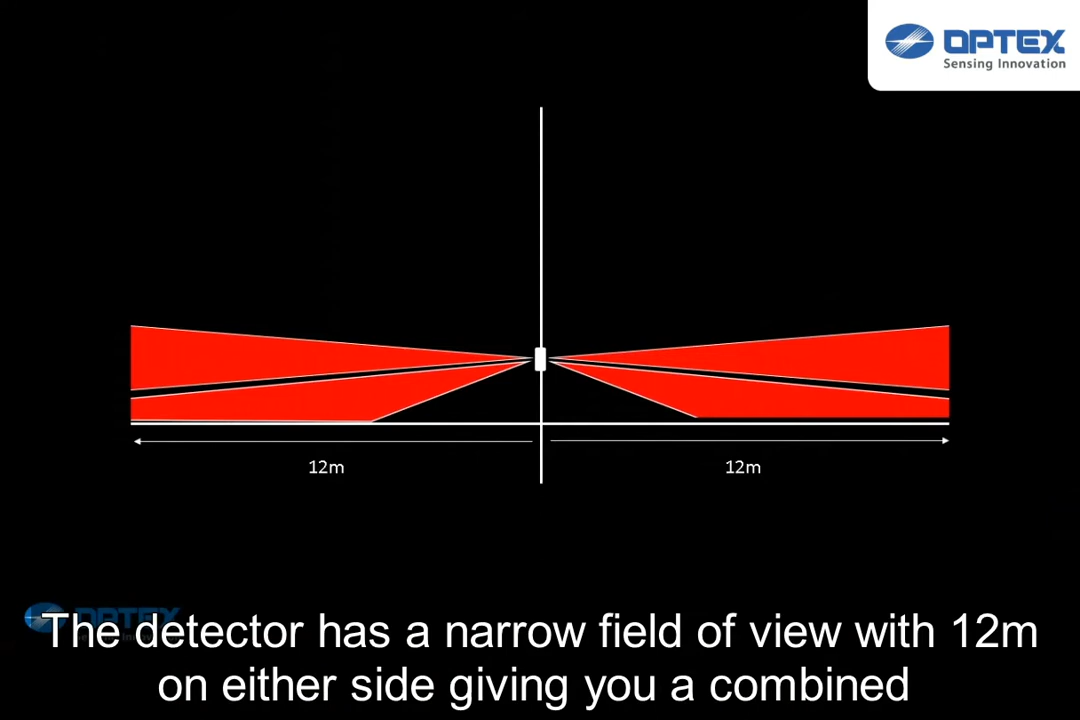 OPTEX
Sensing Innovation
12m
12m
OPTEX
The detector has a narrow field of view with 12m
on either side giving you a combined